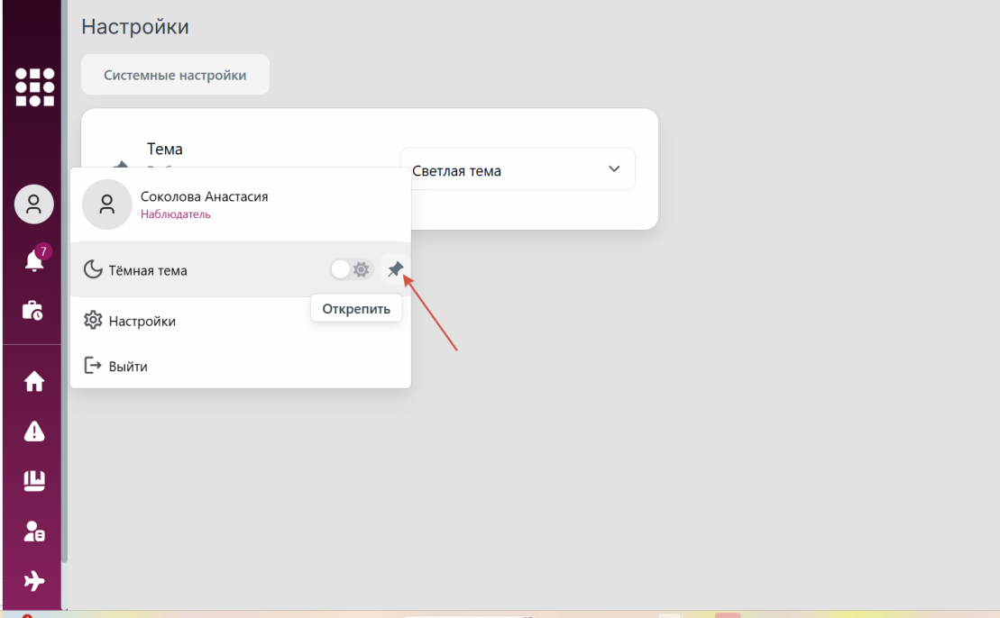 Настройки
Системные настройки
Тема
Светлая тема
Соколова Анастасия
Наблюдатель
7
Тёмная тема
Открепить
Настройки
Выйти